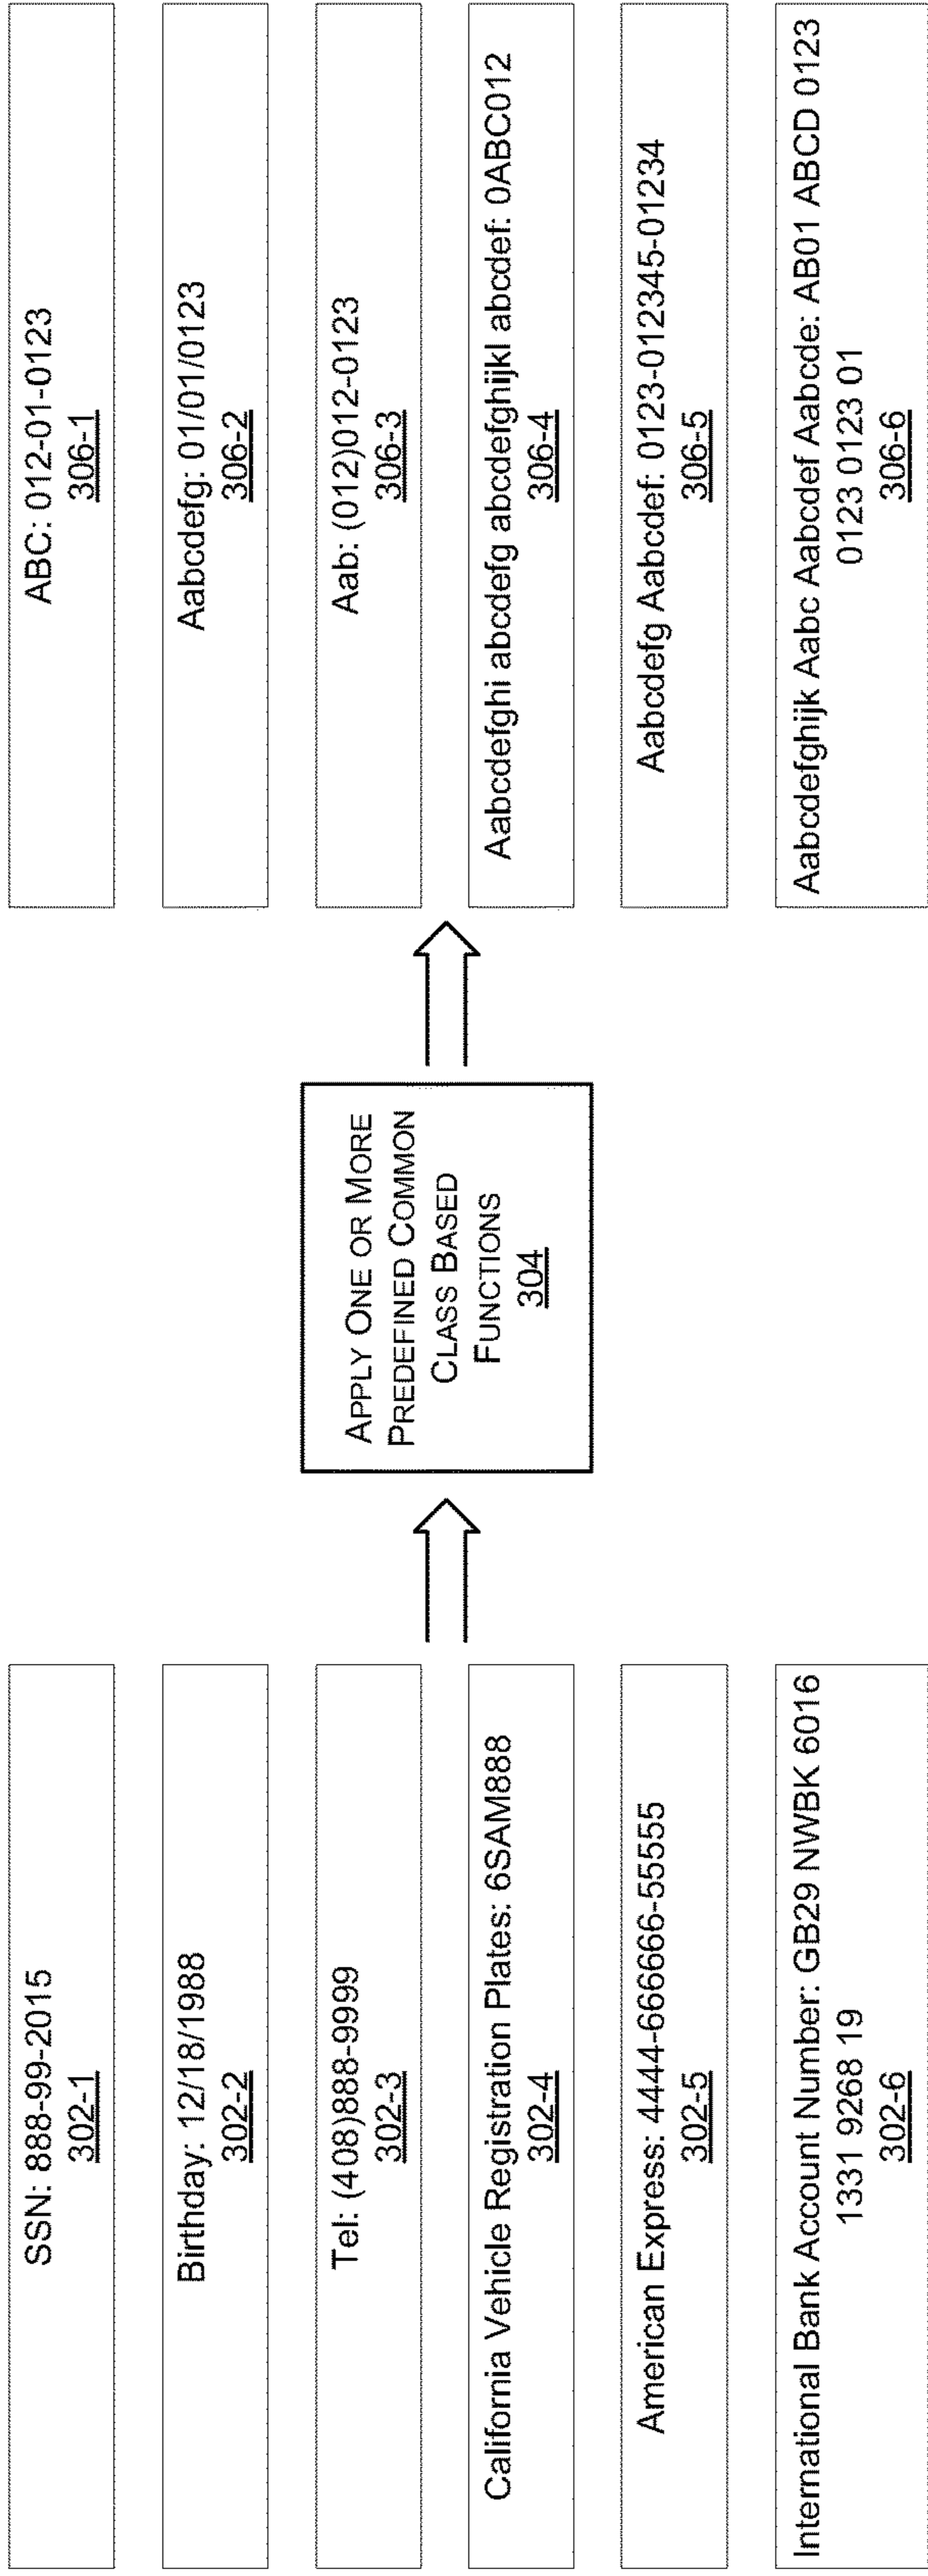 SSN: 888-99-2015
302-1
Birthday: 12/18/1988
302-2
Tel: (408)888-9999
302-3
California Vehicle Registration Plates: 6SAM888
302-4
American Express: 4444-666666-55555
302-5
International Bank Account Number: GB29 NWBK 6016
1331 9268 19
302-6
APPLY ONE OR MORE
PREDEFINED COMMON
CLASS BASED
FUNCTIONS
304
ABC: 012-01-0123
306-1
Aabcdefg: 01/01/0123
306-2
Aab: (012)012-0123
306-3
Aabcdefghi abcdefg abcdefghijkl abcdef: 0ABC012
306-4
Aabcdefg Aabcdef: 0123-012345-01234
306-5
Aabcdefghijk Aabc Aabcdef Aabcde: AB01 ABCD 0123
0123 0123 01
306-6